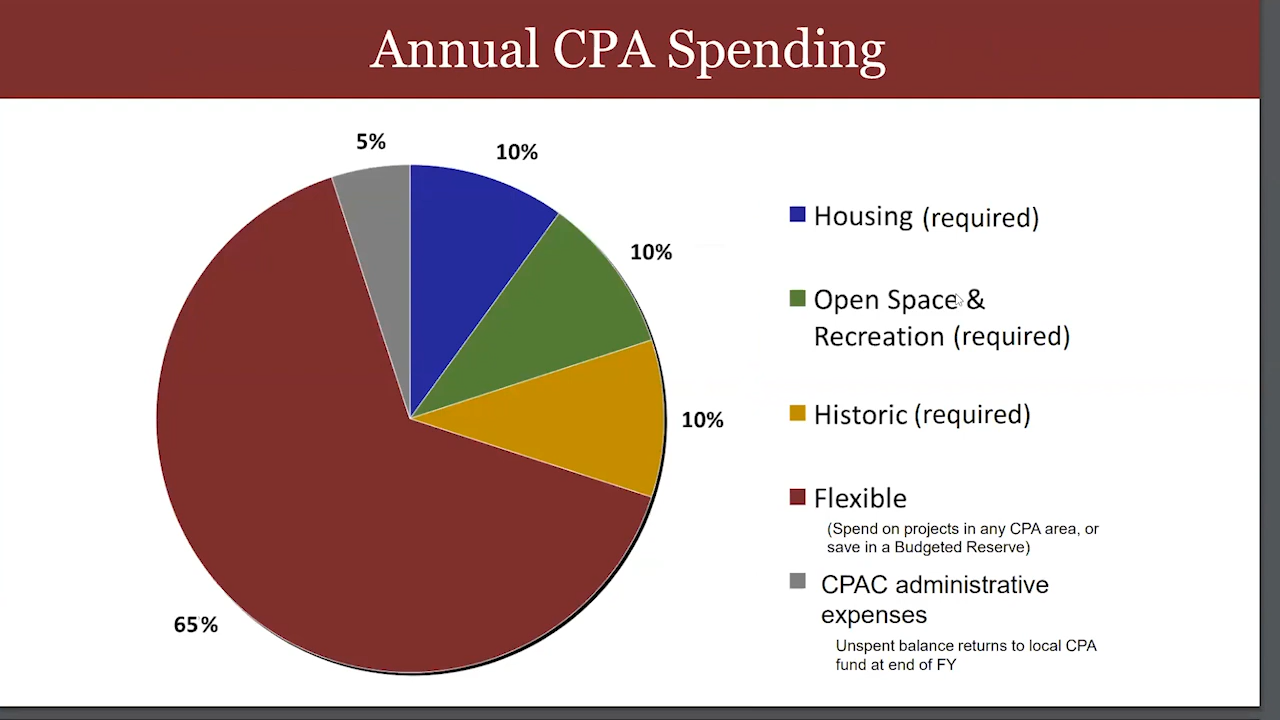 Annual CPA Spending
5%
10%
10%
10%
65%
Housing (required)
Open Space &
Recreation (required)
Historic (required)
Flexible
(Spend on projects in any CPA area, or
save in a Budgeted Reserve)
CPAC administrative
expenses
Unspent balance returns to local CPA
fund at end of FY